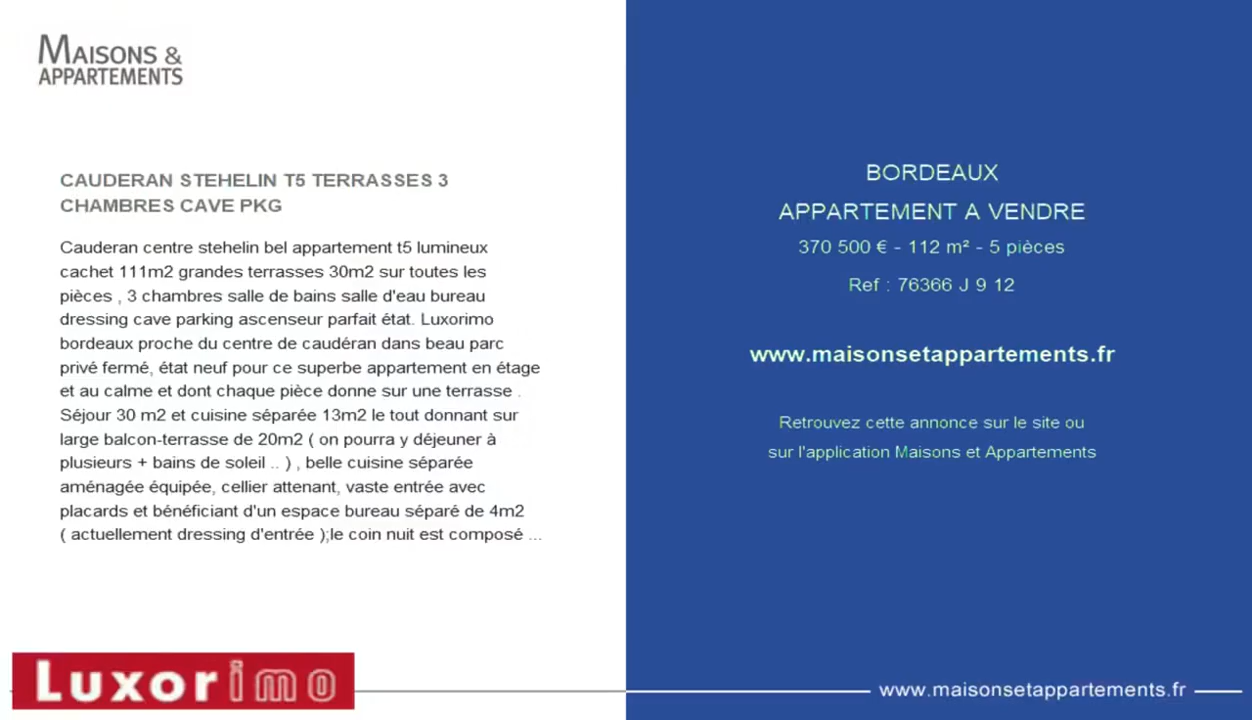 MAISONS &
APPARTEMENTS
CAUDERAN STEHELIN T5 TERRASSES 3
CHAMBRES CAVE PKG
Cauderan centre stehelin bel appartement t5 lumineux
cachet 111m2 grandes terrasses 30m2 sur toutes les
pièces , 3 chambres salle de bains salle d'eau bureau
dressing cave parking ascenseur parfait état. Luxorimo
bordeaux proche du centre de caudéran dans beau parc
privé fermé, état neuf pour ce superbe appartement en étage
et au calme et dont chaque pièce donne sur une terrasse .
Séjour 30 m2 et cuisine séparée 13m2 le tout donnant sur
large balcon-terrasse de 20m2 ( on pourra y déjeuner à
plusieurs + bains de soleil .. ) , belle cuisine séparée
aménagée équipée, cellier attenant, vaste entrée avec
placards et bénéficiant d'un espace bureau séparé de 4m2
( actuellement dressing d'entrée );le coin nuit est composé ...
Luxorimo
BORDEAUX
APPARTEMENT A VENDRE
370 500 € - 112 m² - 5 pièces
Ref : 76366 J 9 12
www.maisonsetappartements.fr
Retrouvez cette annonce sur le site ou
sur l'application Maisons et Appartements
www.maisonsetappartements.fr